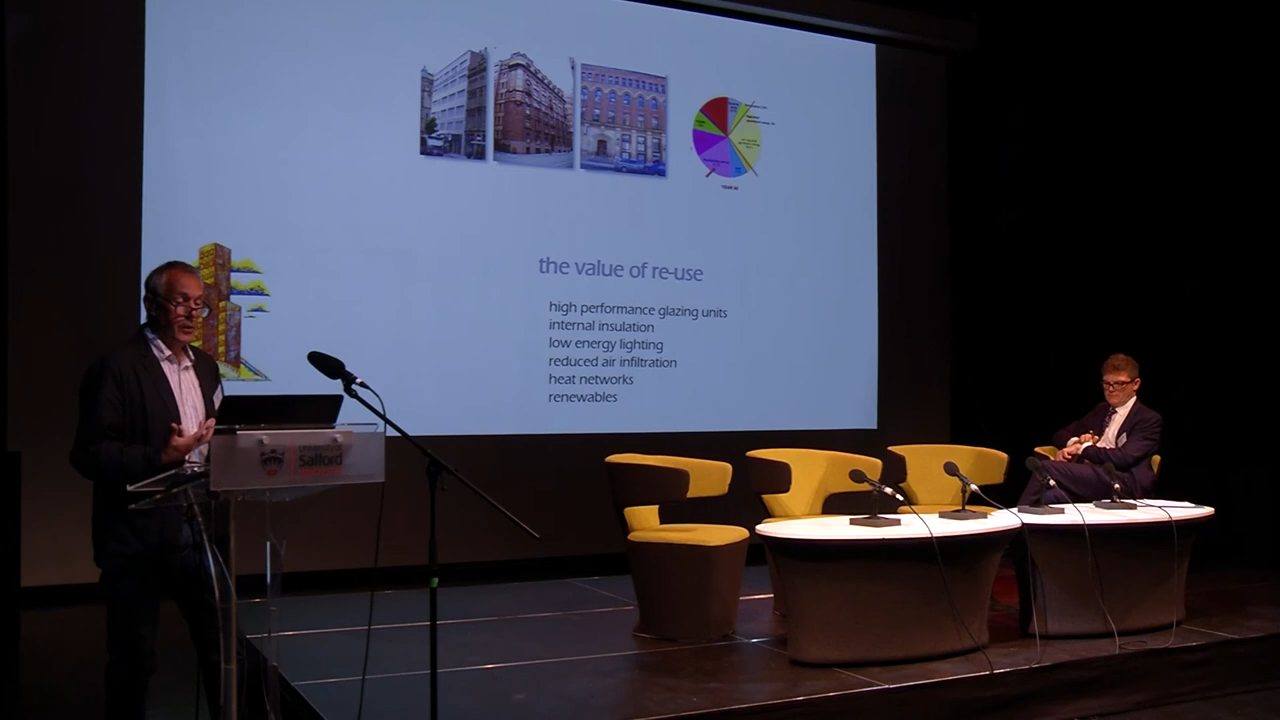 the value of re-use
high performance glazing units
internal insulation
low energy lighting
reduced air infiltration
heat networks
renewables
Salford